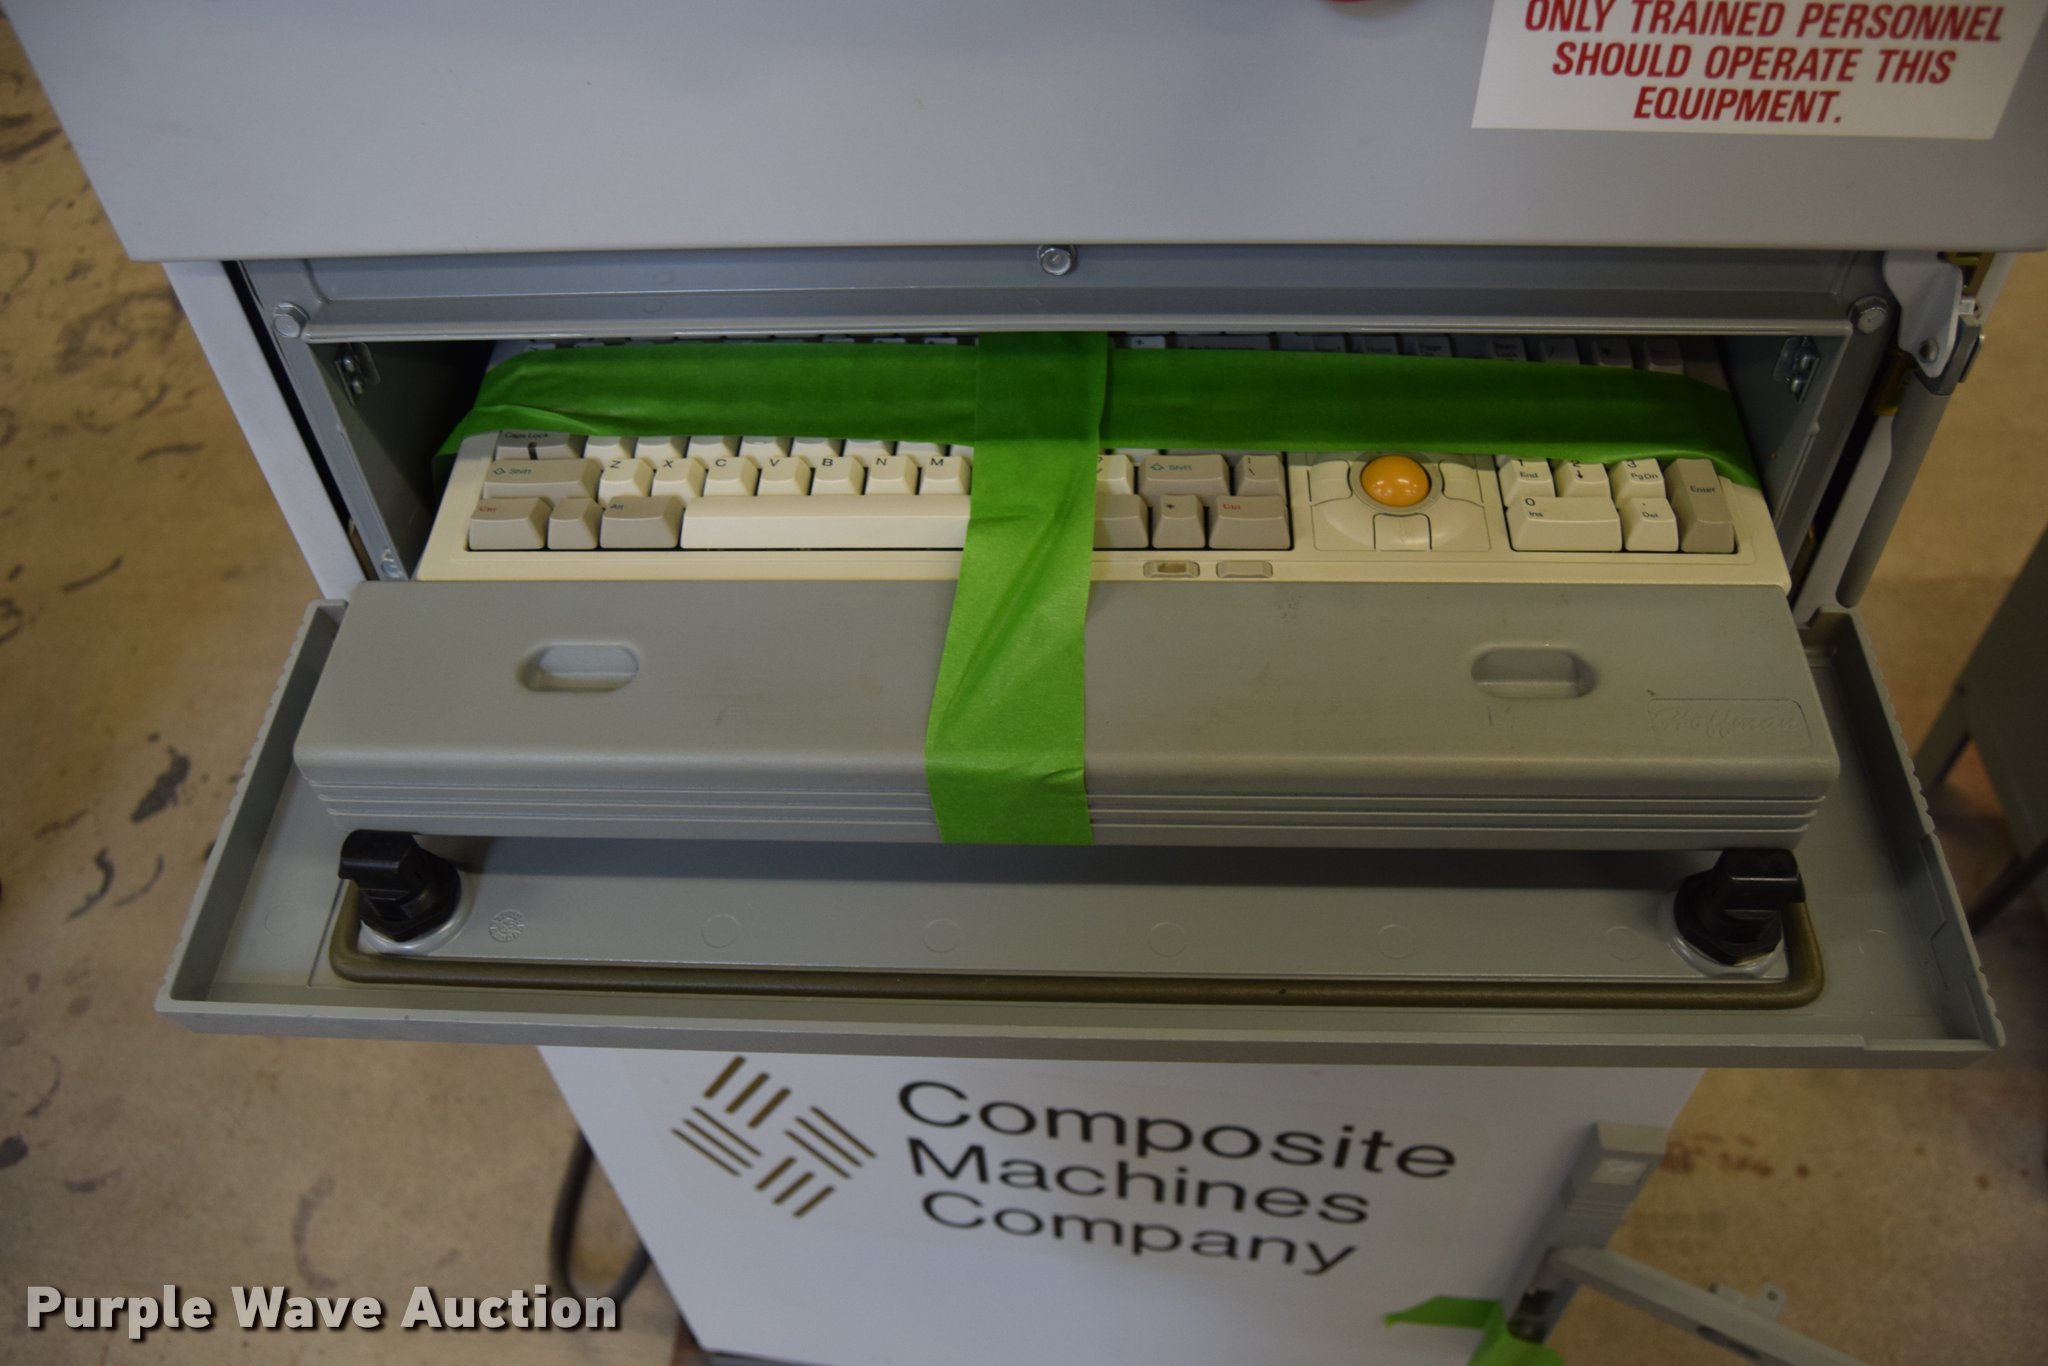 ONLY TRAINED PERSONNEL
SHOULD OPERATE THIS
EQUIPMENT.
Caps Lock
Shift
Z X C V B N M
Shift
1 End
2
3 PgDn
Enter
Alt
Ctrl
0 Ins
. Del
Hoffman
Composite
Machines
Company
Purple Wave Auction